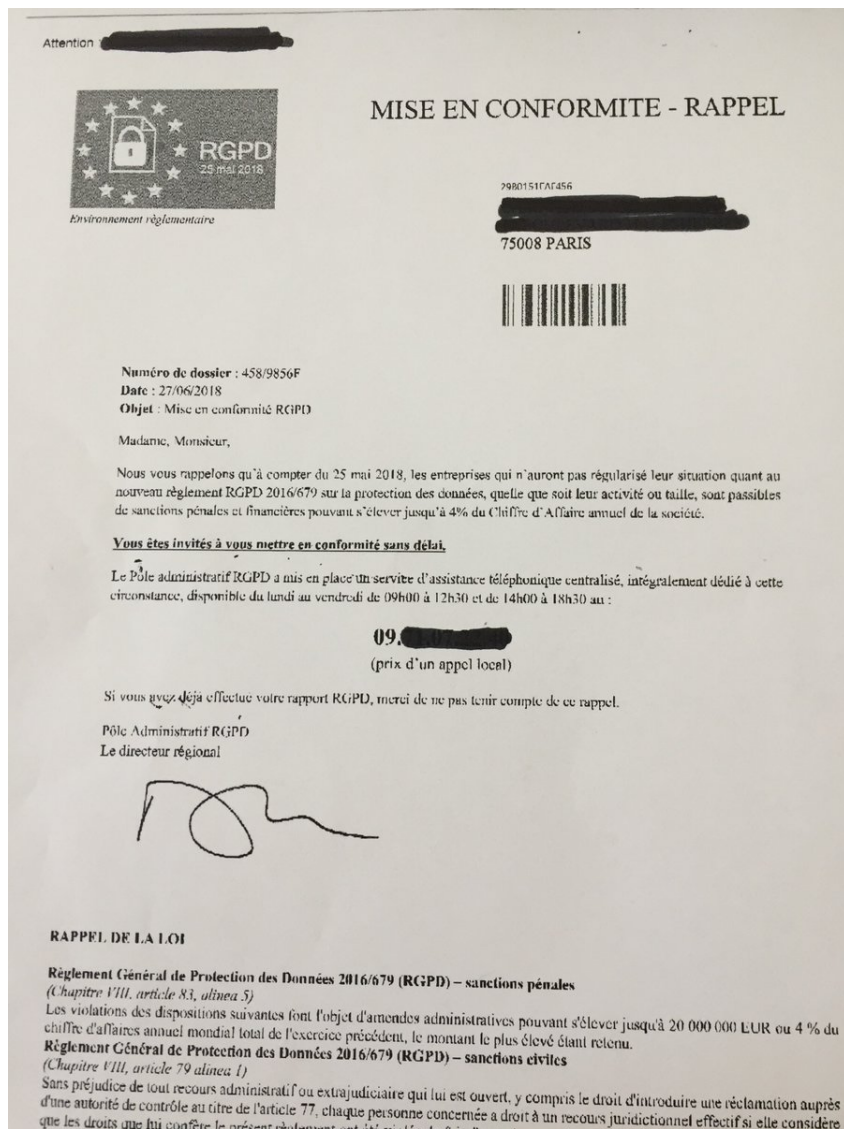 Attention
RGPD
25 mai 2018
Environnement règlementaire
MISE EN CONFORMITE - RAPPEL
75008 PARIS
Numéro de dossier : 458/9856F
Date : 27/06/2018
Objet : Mise en conformité RGPD
Madame, Monsieur,
Nous vous rappelons qu'à compter du 25 mai 2018, les entreprises qui n'auront pas régularisé leur situation quant au
nouveau règlement RGPD 2016/679 sur la protection des données, quelle que soit leur activité ou taille, sont passibles
de sanctions pénales et financières pouvant s'élever jusqu'à 4% du Chiffre d'Affaire annuel de la société.
Vous êtes invités à vous mettre en conformité sans délai.
Le Pôle administratif RGPD a mis en place un service d'assistance téléphonique centralisé, intégralement dédié à cette
circonstance, disponible du lundi au vendredi de 09h00 à 12h30 et de 14h00 à 18h30 au :
09.
(prix d'un appel local)
Si vous avez déjà effectué votre rapport RGPD, merci de ne pas tenir compte de ce rappel.
Pôle Administratif RGPD
Le directeur régional
RAPPEL DE LA LOI
Règlement Général de Protection des Données 2016/679 (RGPD) – sanctions pénales
(Chapitre VIII, article 83, alinea 5)
Les violations des dispositions suivantes font l'objet d'amendes administratives pouvant s'élever jusqu'à 20 000 000 EUR ou 4 % du
chiffre d'affaires annuel mondial total de l'exercice précédent, le montant le plus élevé étant retenu.
Règlement Général de Protection des Données 2016/679 (RGPD) – sanctions civiles
(Chapitre VIII, article 79 alinea 1)
Sans préjudice de tout recours administratif ou extrajudiciaire qui lui est ouvert, y compris le droit d'introduire une réclamation auprès
d'une autorité de contrôle au titre de l'article 77, chaque personne concernée a droit à un recours juridictionnel effectif si elle considère
que les droits que lui confère le présent règlement ont été